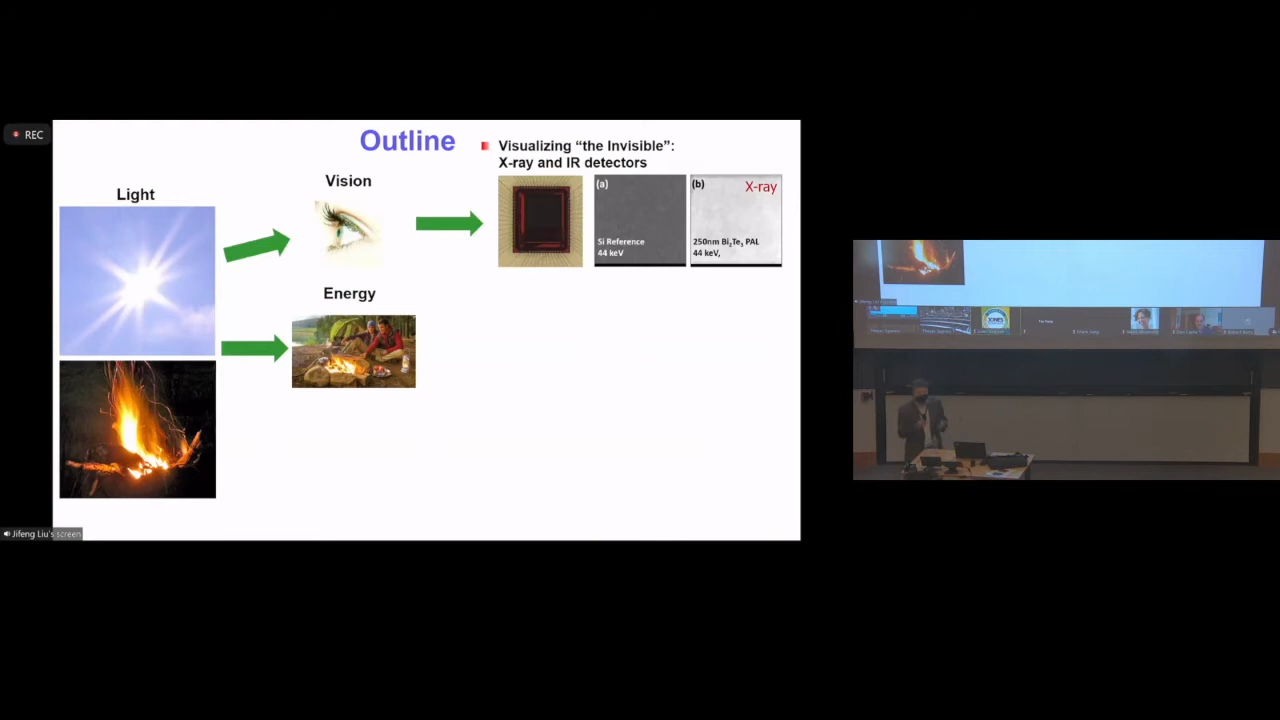 REC
Outline
Light
Vision
Energy
Visualizing “the Invisible”:
X-ray and IR detectors
(a)
Si Reference
44 keV
(b)
X-ray
250nm Bi2Te3 PAL
44 keV,
Jifeng Liu's screen